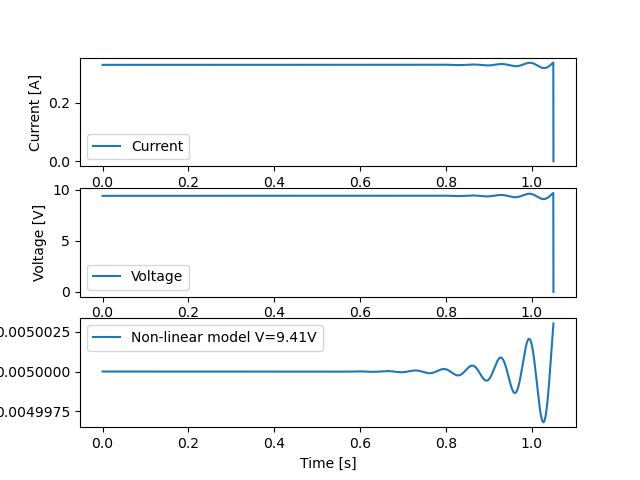 Current [A]
0.2
0.0
Current
0.0 0.2 0.4 0.6 0.8 1.0
Voltage [V]
10
5
0
Voltage
0.0 0.2 0.4 0.6 0.8 1.0
0.0050025
0.0050000
0.0049975
Non-linear model V=9.41V
0.0 0.2 0.4 0.6 0.8 1.0
Time [s]